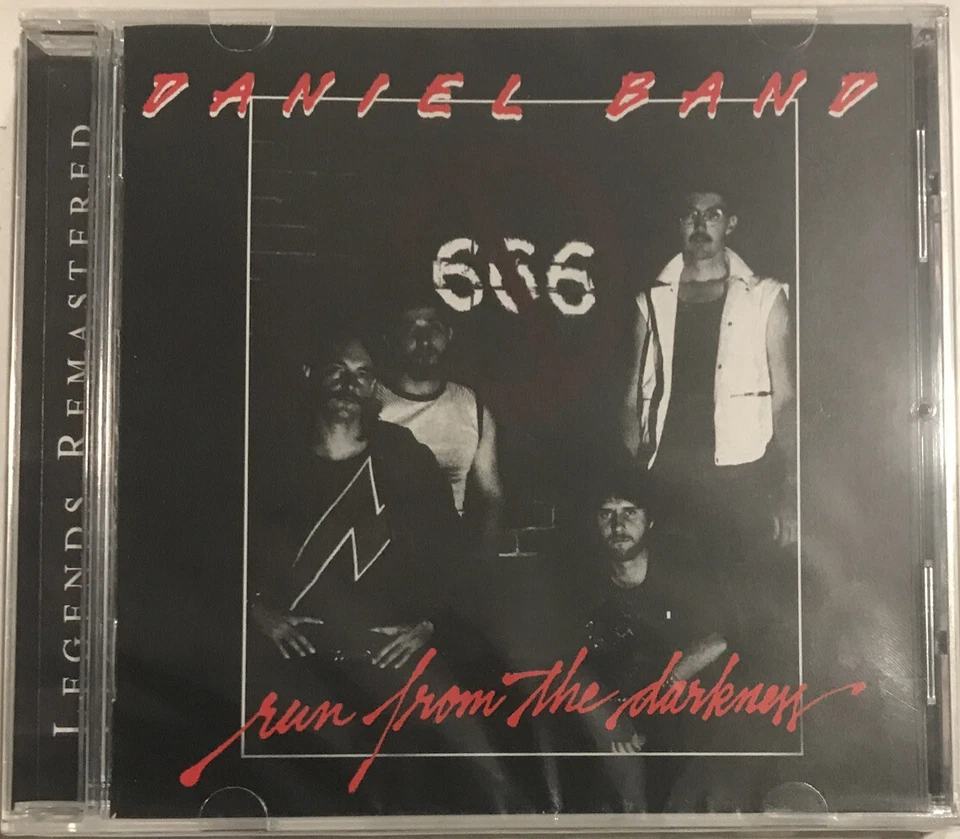 DANIEL BAND
666
run from the darkness
LEGENDS REMASTERED